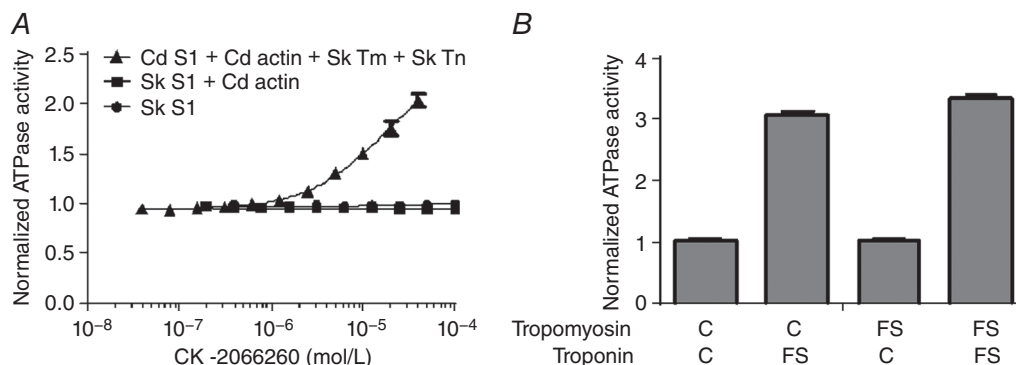 A
Normalized ATPase activity
2.5
2.0
1.5
1.0
0.5
0.0
Cd S1 + Cd actin + Sk Tm + Sk Tn
Sk S1 + Cd actin
Sk S1
10⁻⁸ 10⁻⁷ 10⁻⁶ 10⁻⁵ 10⁻⁴
CK -2066260 (mol/L)
B
Normalized ATPase activity
4
3
2
1
0
Tropomyosin C C FS FS
Troponin C FS C FS